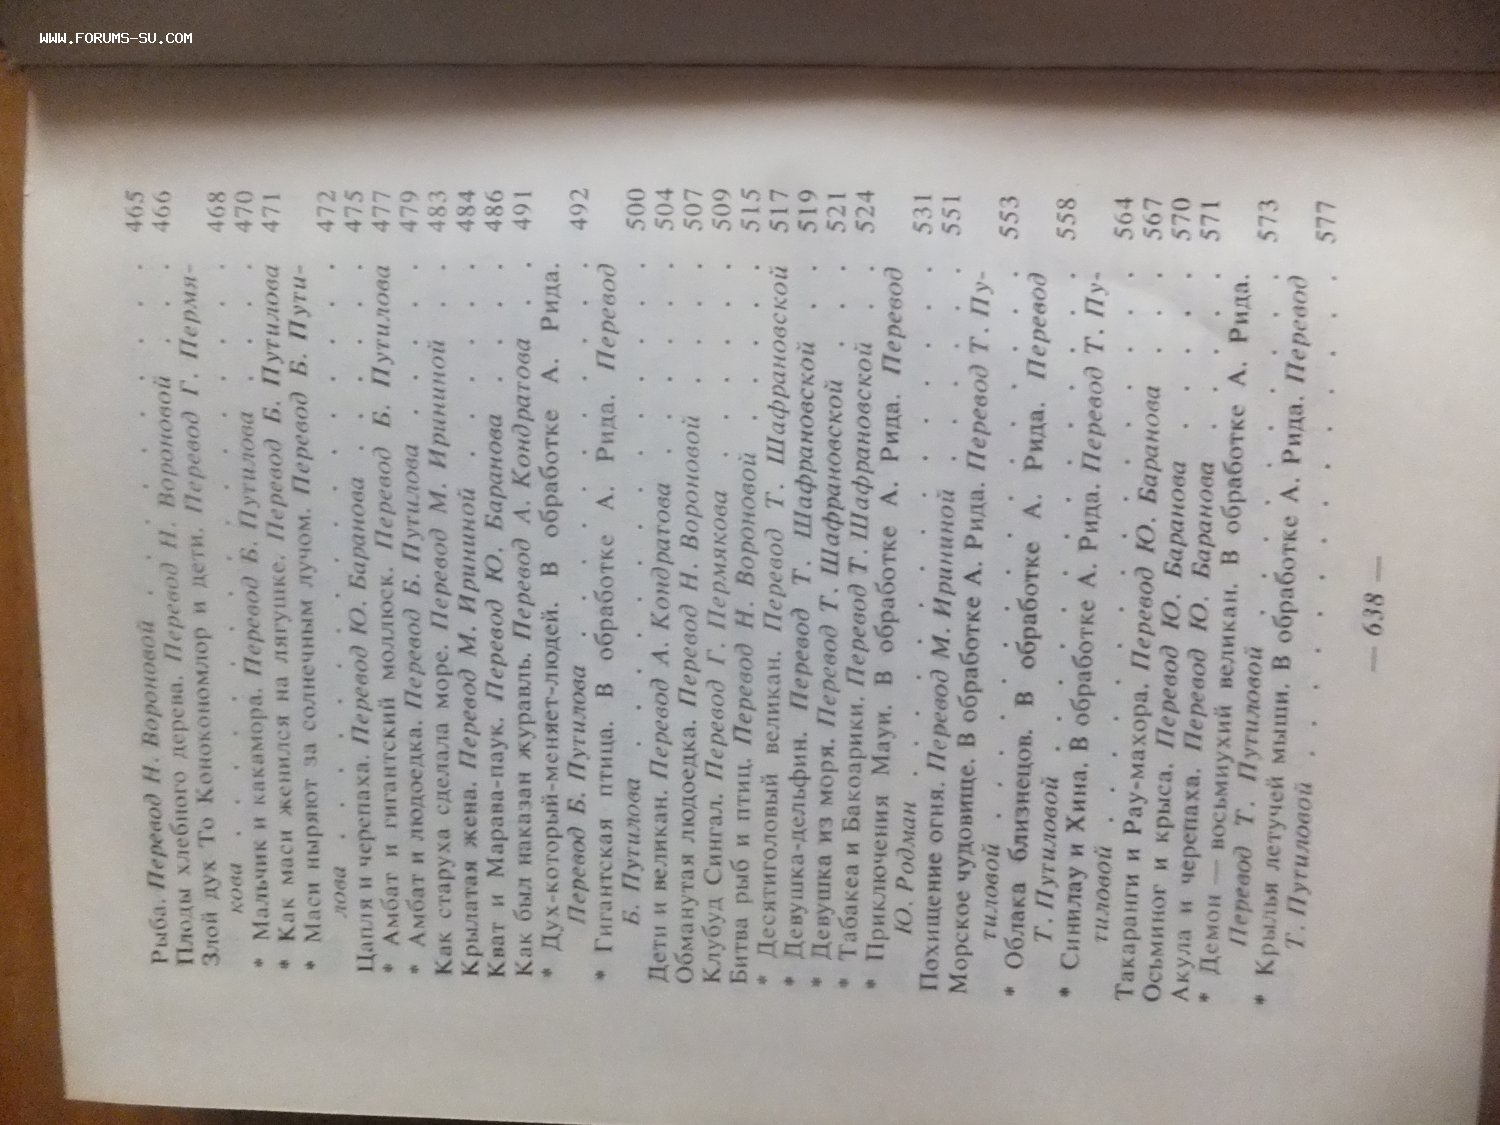 WWW.FORUMS-SU.COM
Рыба. Перевод Н. Вороновой . . . . . . . . . 465
Плоды хлебного дерева. Перевод Н. Вороновой . . . . 466
Злой дух То Конокономлор и дети. Перевод Г. Пермя-
кова . . . . . . . . . . . . . . . 468
* Мальчик и какамора. Перевод Б. Путилова . . . . . 470
* Как маси женился на лягушке. Перевод Б. Путилова 471
* Маси ныряют за солнечным лучом. Перевод Б. Пути-
лова . . . . . . . . . . . . . . . 472
Цапля и черепаха. Перевод Ю. Баранова . . . . . . 475
* Амбат и гигантский моллюск. Перевод Б. Путилова 477
* Амбат и людоедка. Перевод Б. Путилова . . . . . 479
Как старуха сделала море. Перевод М. Ирининой . . 483
Крылатая жена. Перевод М. Ирининой . . . . . . 484
Кват и Марава-паук. Перевод Ю. Баранова . . . . 486
Как был наказан журавль. Перевод А. Кондратова . . 491
* Дух-который-меняет-людей. В обработке А. Рида.
Перевод Б. Путилова . . . . . . . . . . 492
* Гигантская птица. В обработке А. Рида. Перевод
Б. Путилова . . . . . . . . . . . . . 500
Дети и великан. Перевод А. Кондратова . . . . . . 504
Обманутая людоедка. Перевод Н. Вороновой . . . . 507
Клубуд Сингал. Перевод Г. Пермякова . . . . . . 509
Битва рыб и птиц. Перевод Н. Вороновой . . . . . 515
* Десятиголовый великан. Перевод Т. Шафрановской 517
* Девушка-дельфин. Перевод Т. Шафрановской . . 519
* Девушка из моря. Перевод Т. Шафрановской . . . 521
* Табакеа и Бакоарики. Перевод Т. Шафрановской . . 524
* Приключения Мауи. В обработке А. Рида. Перевод
Ю. Родман . . . . . . . . . . . . . 531
Похищение огня. Перевод М. Ирининой . . . . . . 551
Морское чудовище. В обработке А. Рида. Перевод Т. Пу-
тиловой . . . . . . . . . . . . . . 553
* Облака близнецов. В обработке А. Рида. Перевод
Т. Путиловой . . . . . . . . . . . . 558
* Синилау и Хина. В обработке А. Рида. Перевод Т. Пу-
тиловой . . . . . . . . . . . . . . 564
Такаранги и Рау-махора. Перевод Ю. Баранова . . . 567
Осьминог и крыса. Перевод Ю. Баранова . . . . . 570
Акула и черепаха. Перевод Ю. Баранова . . . . . 571
* Демон — восьмиухий великан. В обработке А. Рида.
Перевод Т. Путиловой . . . . . . . . . . 573
* Крылья летучей мыши. В обработке А. Рида. Перевод
Т. Путиловой . . . . . . . . . . . . 577
— 638 —